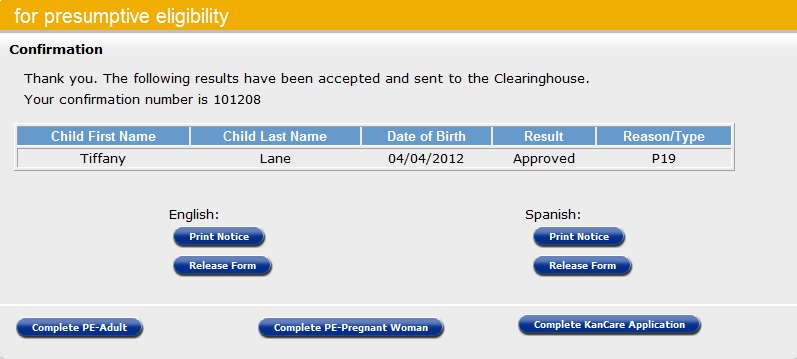 for presumptive eligibility
Confirmation
Thank you. The following results have been accepted and sent to the Clearinghouse.
Your confirmation number is 101208
Child First Name Child Last Name Date of Birth Result Reason/Type
Tiffany Lane 04/04/2012 Approved P19
English: Spanish:
Print Notice Print Notice
Release Form Release Form
Complete PE-Adult Complete PE-Pregnant Woman Complete KanCare Application